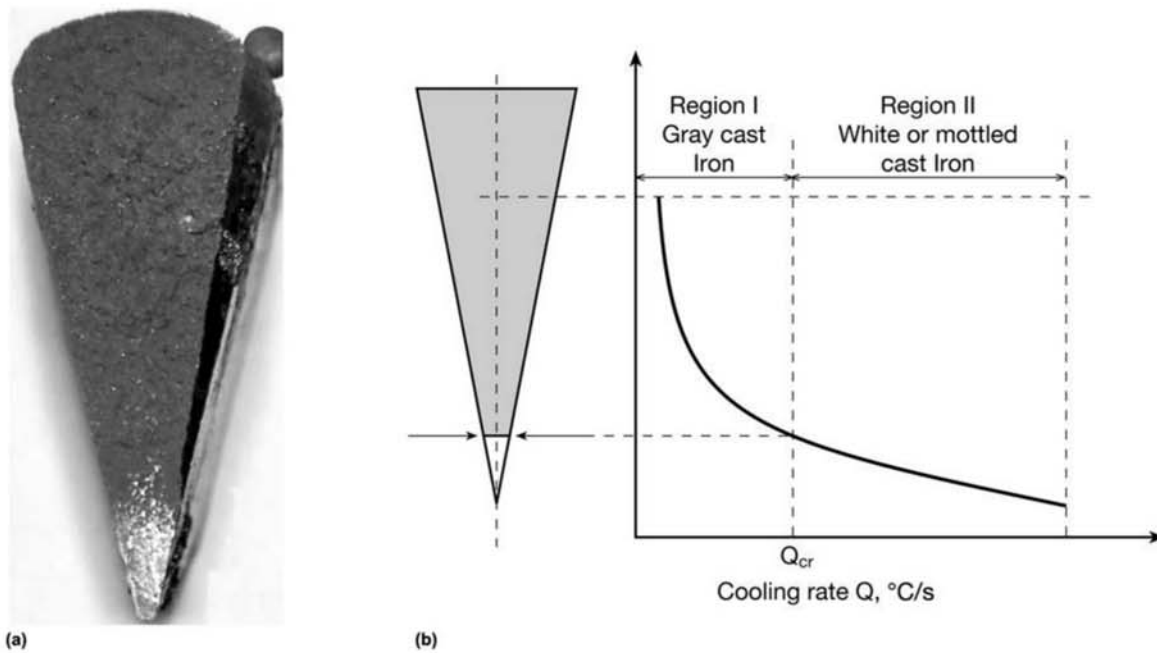 Region I
Gray cast
Iron
Region II
White or mottled
cast Iron
Qcr
Cooling rate Q, °C/s
(a)
(b)